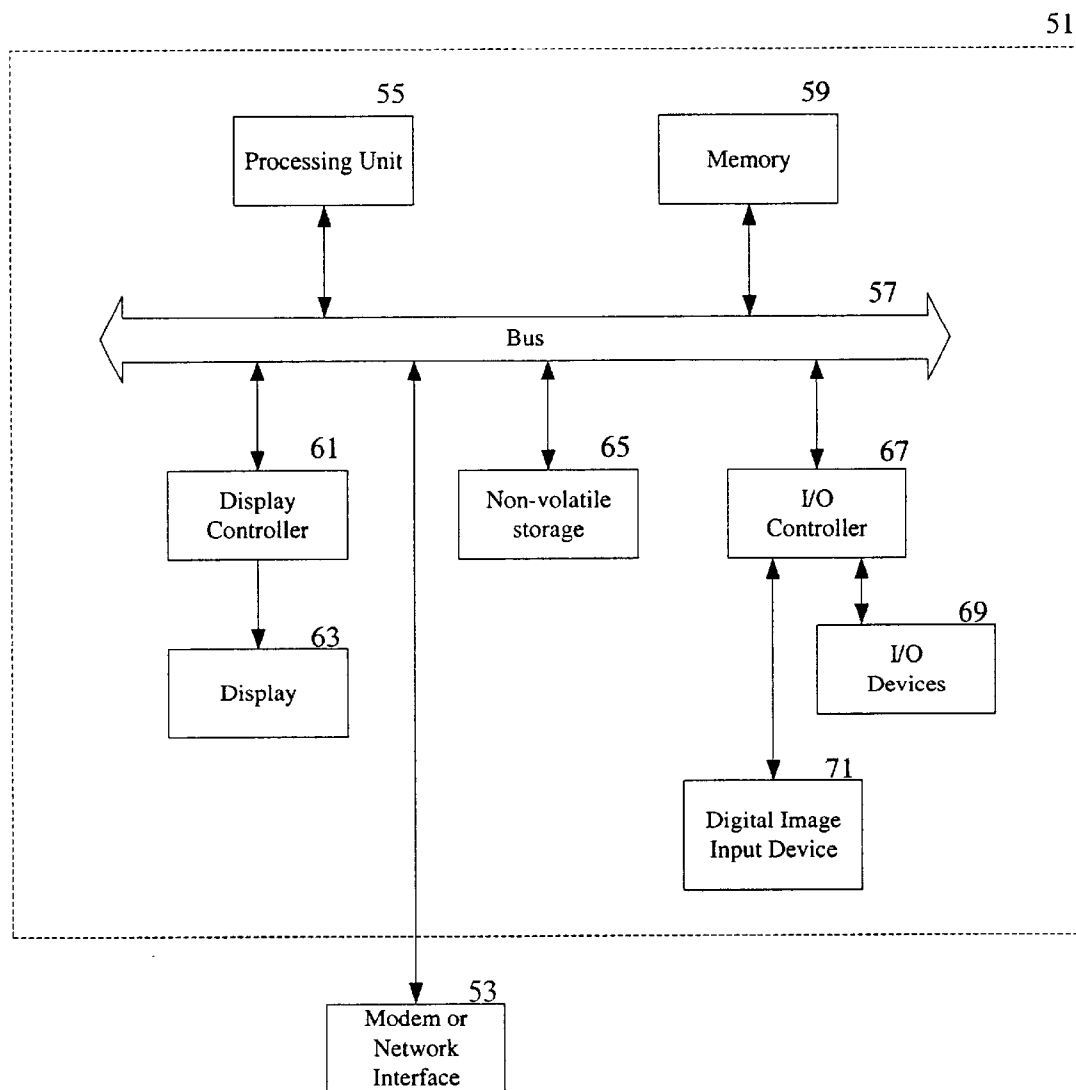 51
55
Processing Unit
59
Memory
57
Bus
61
Display
Controller
65
Non-volatile
storage
67
I/O
Controller
63
Display
69
I/O
Devices
71
Digital Image
Input Device
53
Modem or
Network
Interface